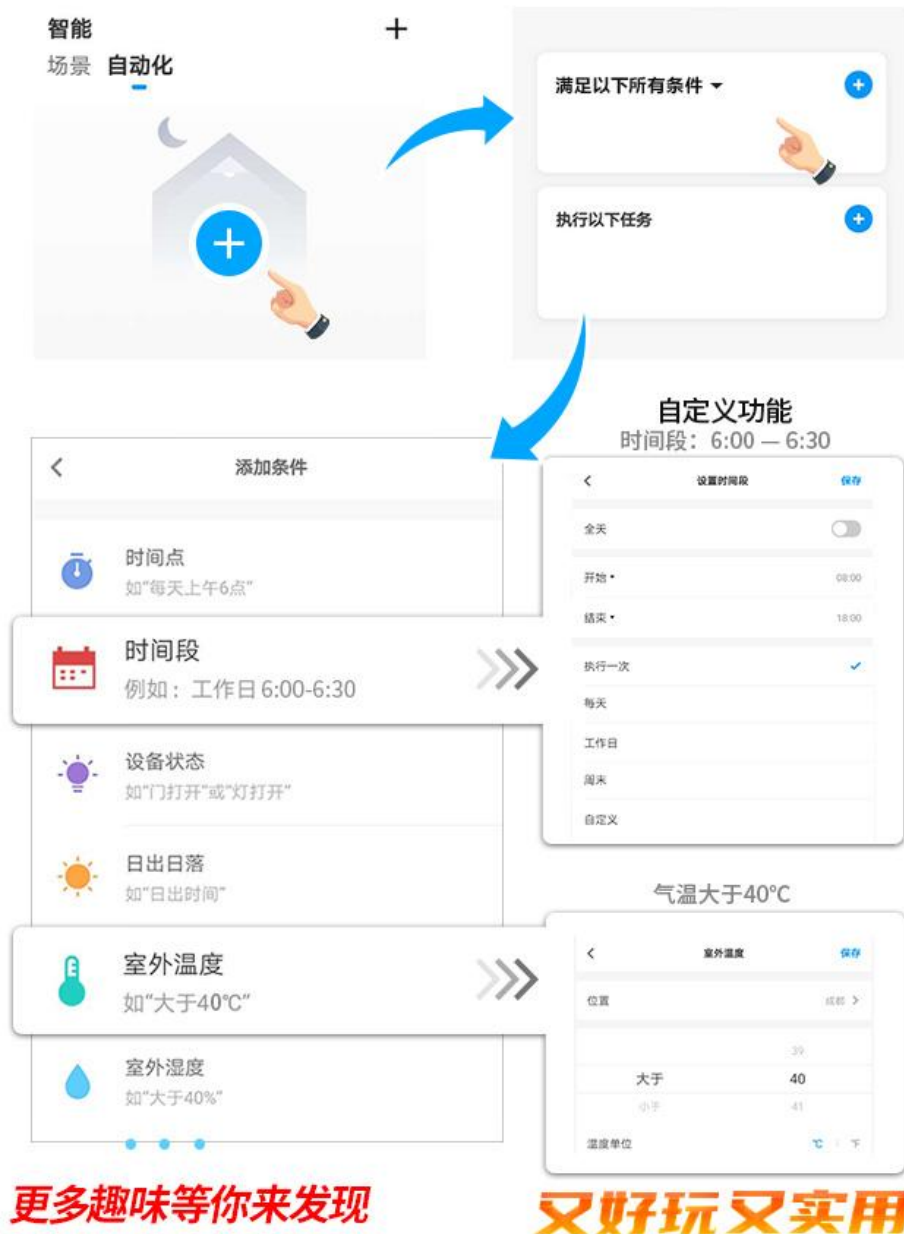 智能
场景 自动化
满足以下所有条件
执行以下任务
添加条件
时间点
如"每天上午6点"
时间段
例如：工作日 6:00-6:30
设备状态
如"门打开"或"灯打开"
日出日落
如"日出时间"
室外温度
如"大于40℃"
室外湿度
如"大于40%"
自定义功能
时间段：6:00 — 6:30
设置时间段 保存
全天
开始 • 08:00
结束 • 18:00
执行一次
每天
工作日
周末
自定义
气温大于40℃
室外温度 保存
位置 成都
39
大于 40
小于 41
温度单位 ℃ ℉
更多趣味等你来发现
又好玩又实用